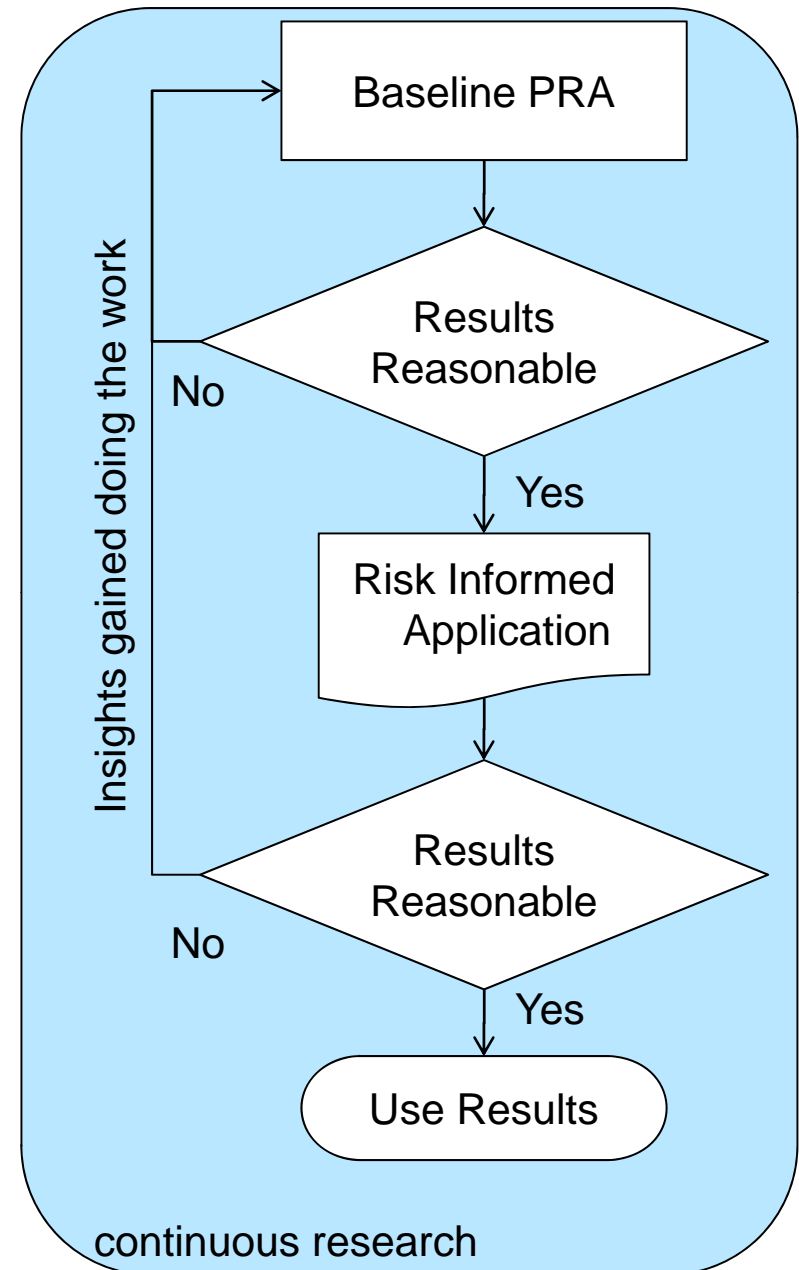 Baseline PRA
Results
Reasonable
No
Yes
Risk Informed
Application
Results
Reasonable
No
Yes
Use Results
Insights gained doing the work
continuous research